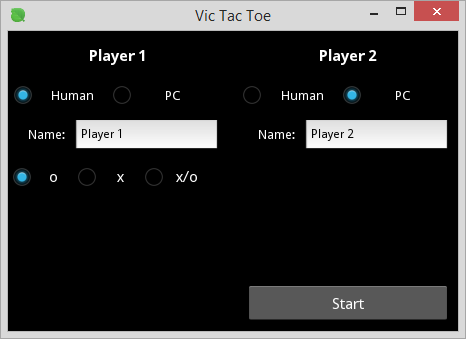 Vic Tac Toe
Player 1 Player 2
Human PC Human PC
Name: Player 1 Name: Player 2
o x x/o
Start